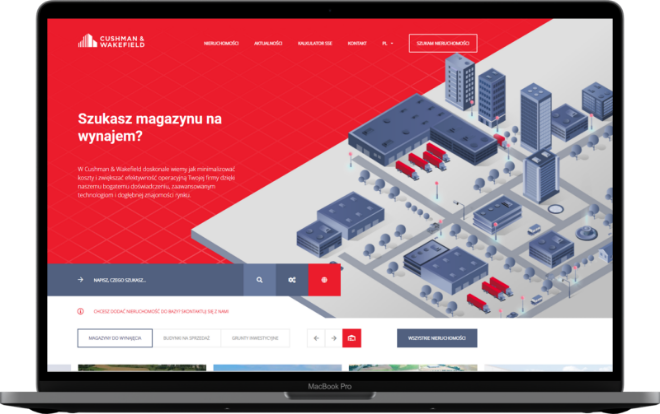 CUSHMAN &
WAKEFIELD
NIERUCHOMOŚCI AKTUALNOŚCI KALKULATOR SSE KONTAKT PL SZUKAM NIERUCHOMOŚCI
Szukasz magazynu na
wynajem?
W Cushman & Wakefield doskonale wiemy jak minimalizować
koszty i zwiększać efektywność operacyjną Twojej firmy dzięki
naszemu bogatemu doświadczeniu, zaawansowanym
technologiom i dogłębnej znajomości rynku.
NAPISZ, CZEGO SZUKASZ...
CHCESZ DODAĆ NIERUCHOMOŚĆ DO BAZY? SKONTAKTUJ SIĘ Z NAMI
MAGAZYNY DO WYNAJĘCIA BUDYNKI NA SPRZEDAŻ GRUNTY INWESTYCYJNE WSZYSTKIE NIERUCHOMOŚCI
MacBook Pro